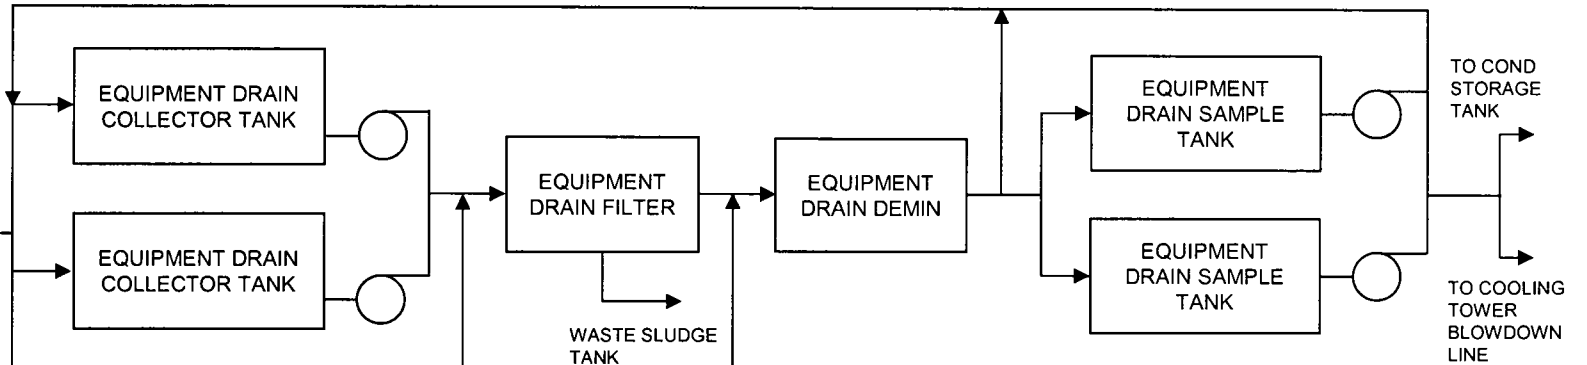 EQUIPMENT DRAIN
COLLECTOR TANK
EQUIPMENT DRAIN
COLLECTOR TANK
EQUIPMENT
DRAIN FILTER
WASTE SLUDGE
TANK
EQUIPMENT
DRAIN DEMIN
EQUIPMENT
DRAIN SAMPLE
TANK
EQUIPMENT
DRAIN SAMPLE
TANK
TO COND
STORAGE
TANK
TO COOLING
TOWER
BLOWDOWN
LINE